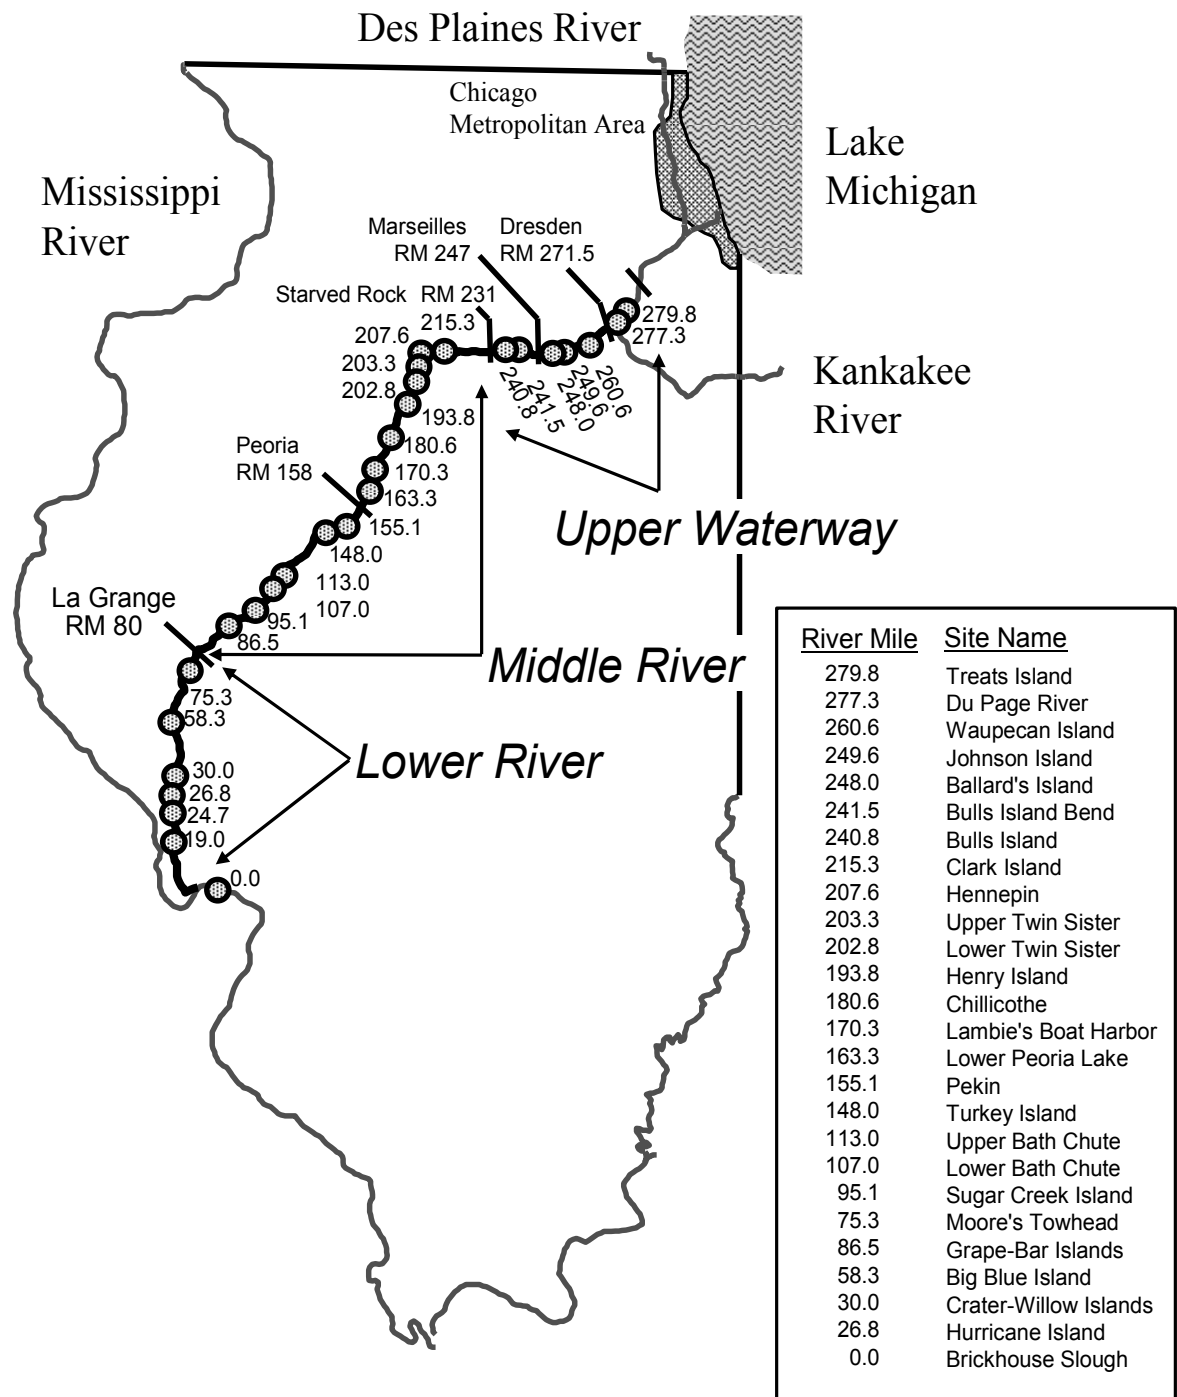 Des Plaines River
Chicago
Metropolitan Area
Lake
Michigan
Mississippi
River
Marseilles
RM 247
Dresden
RM 271.5
Starved Rock RM 231
279.8
277.3
215.3
207.6
203.3
202.8
260.6
249.6
248.0
241.5
240.8
Kankakee
River
193.8
180.6
Peoria
RM 158
170.3
163.3
155.1
148.0
Upper Waterway
113.0
107.0
95.1
86.5
La Grange
RM 80
Middle River
75.3
58.3
Lower River
30.0
26.8
24.7
19.0
0.0
River Mile Site Name
279.8 Treats Island
277.3 Du Page River
260.6 Waupecan Island
249.6 Johnson Island
248.0 Ballard's Island
241.5 Bulls Island Bend
240.8 Bulls Island
215.3 Clark Island
207.6 Hennepin
203.3 Upper Twin Sister
202.8 Lower Twin Sister
193.8 Henry Island
180.6 Chillicothe
170.3 Lambie's Boat Harbor
163.3 Lower Peoria Lake
155.1 Pekin
148.0 Turkey Island
113.0 Upper Bath Chute
107.0 Lower Bath Chute
95.1 Sugar Creek Island
75.3 Moore's Towhead
86.5 Grape-Bar Islands
58.3 Big Blue Island
30.0 Crater-Willow Islands
26.8 Hurricane Island
0.0 Brickhouse Slough